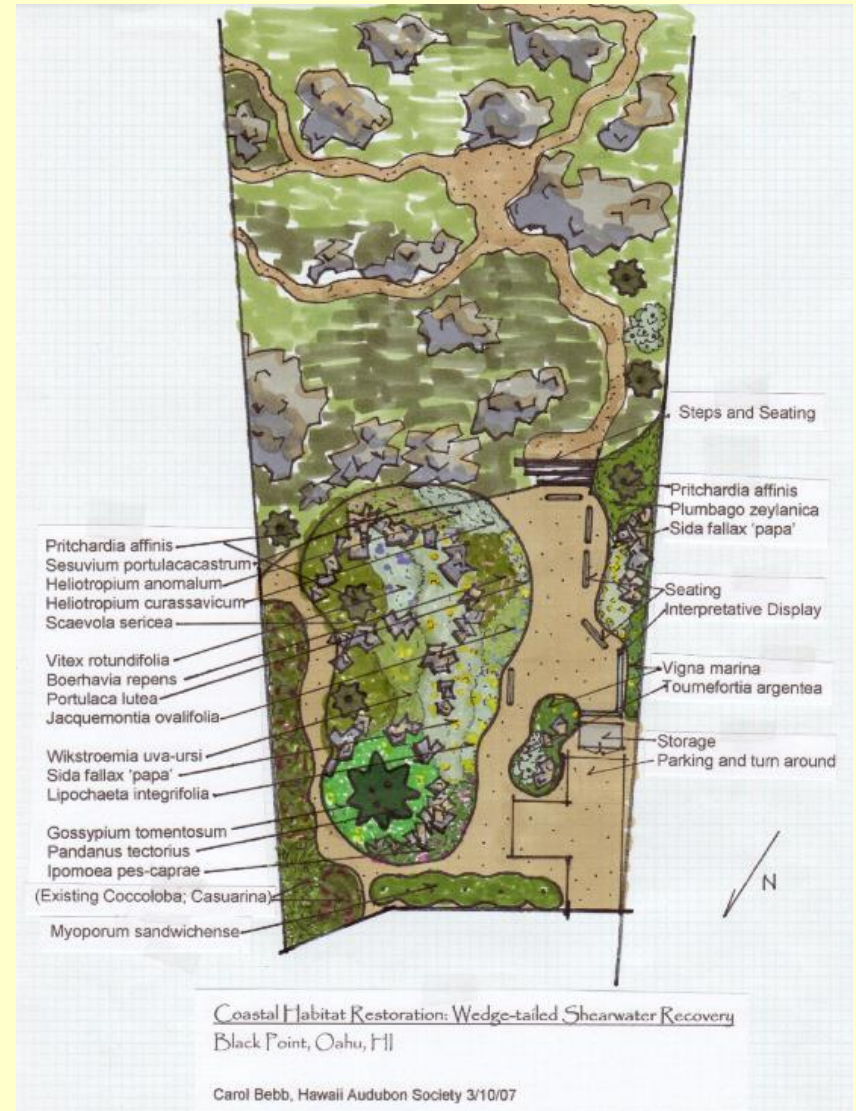 Steps and Seating
Pritchardia affinis
Plumbago zeylanica
Sida fallax 'papa'
Seating
Interpretative Display
Vigna marina
Tournefortia argentea
Storage
Parking and turn around
Pritchardia affinis
Sesuvium portulacacastrum
Heliotropium anomalum
Heliotropium curassavicum
Scaevola sericea
Vitex rotundifolia
Boerhavia repens
Portulaca lutea
Jacquemontia ovalifolia
Wikstroemia uva-ursi
Sida fallax 'papa'
Lipochaeta integrifolia
Gossypium tomentosum
Pandanus tectorius
Ipomoea pes-caprae
(Existing Coccoloba; Casuarina)
Myoporum sandwichense
N
Coastal Habitat Restoration: Wedge-tailed Shearwater Recovery
Black Point, Oahu, HI
Carol Bebb, Hawaii Audubon Society 3/10/07